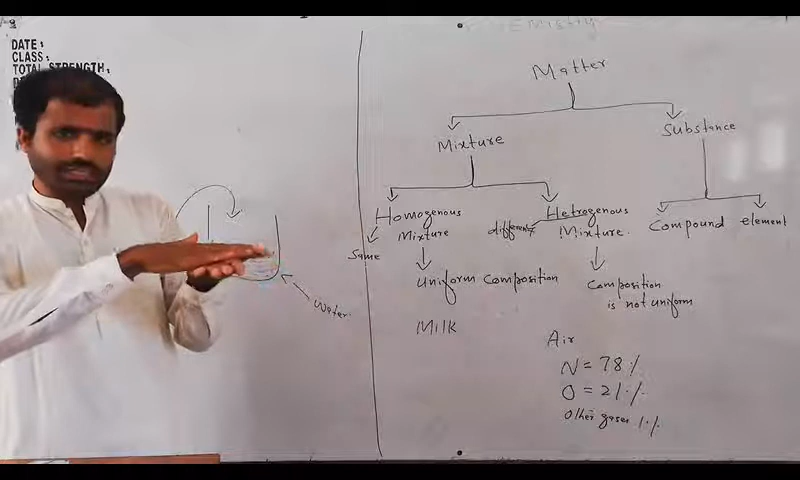 CHEMistry
DATE:
CLASS:
TOTAL STRENGTH:
Matter
Mixture
Substance
Homogenous
Mixture
Hetrogenous
Mixture.
different
Compound
element
Same
Uniform Composition
Composition
is not uniform
Water
Milk
Air
N = 78%
O = 21%
Other gases 1%